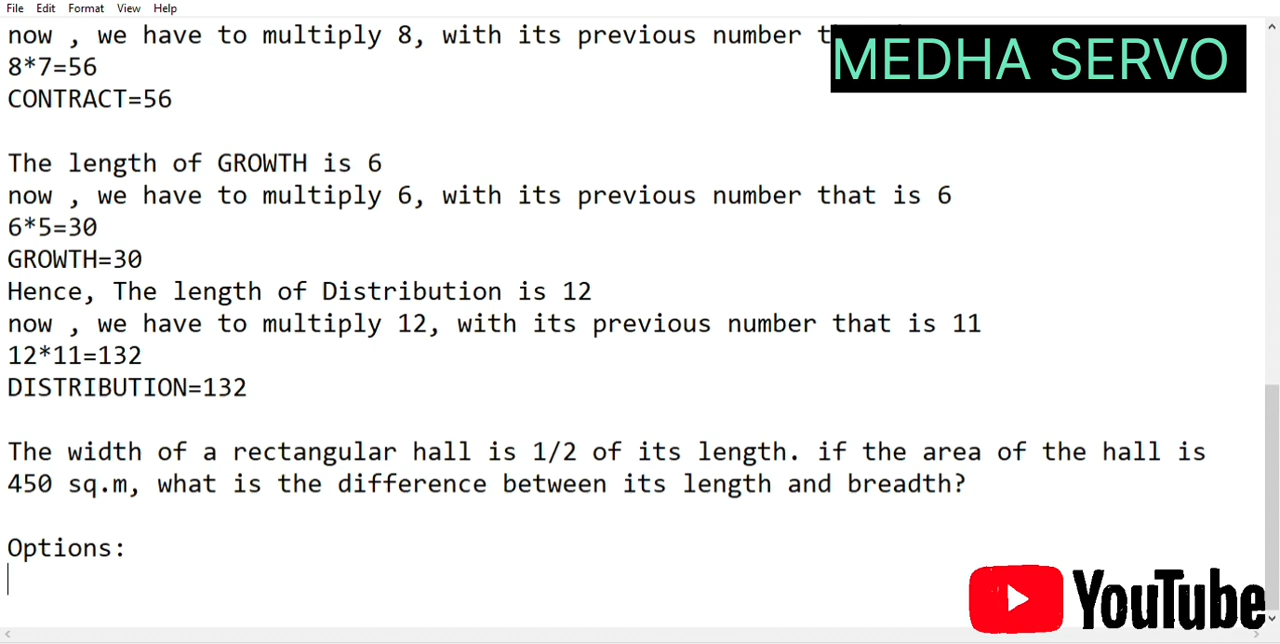 File Edit Format View Help
now , we have to multiply 8, with its previous number
MEDHA SERVO
8*7=56
CONTRACT=56
The length of GROWTH is 6
now , we have to multiply 6, with its previous number that is 6
6*5=30
GROWTH=30
Hence, The length of Distribution is 12
now , we have to multiply 12, with its previous number that is 11
12*11=132
DISTRIBUTION=132
The width of a rectangular hall is 1/2 of its length. if the area of the hall is
450 sq.m, what is the difference between its length and breadth?
Options:
YouTube